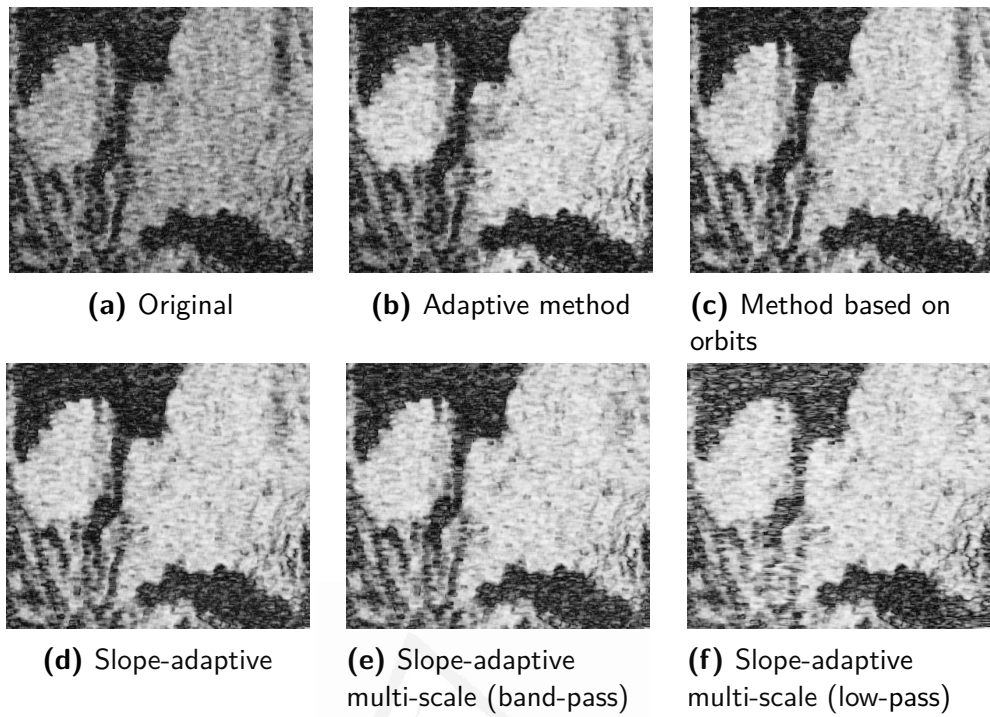 (a) Original
(b) Adaptive method
(c) Method based on
orbits
(d) Slope-adaptive
(e) Slope-adaptive
multi-scale (band-pass)
(f) Slope-adaptive
multi-scale (low-pass)